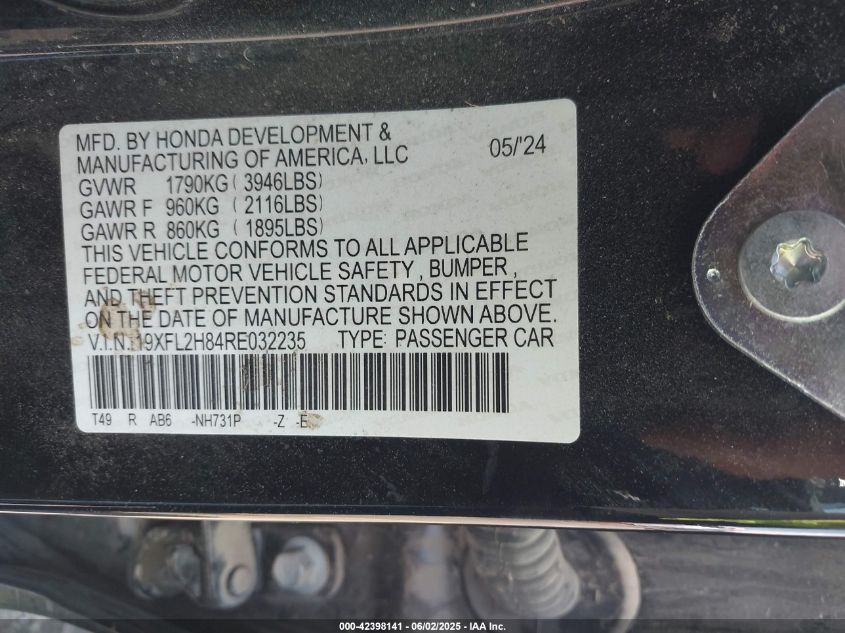 MFD. BY HONDA DEVELOPMENT &
MANUFACTURING OF AMERICA, LLC 05/'24
GVWR 1790KG ( 3946LBS)
GAWR F 960KG ( 2116LBS)
GAWR R 860KG ( 1895LBS)
THIS VEHICLE CONFORMS TO ALL APPLICABLE
FEDERAL MOTOR VEHICLE SAFETY , BUMPER ,
AND THEFT PREVENTION STANDARDS IN EFFECT
ON THE DATE OF MANUFACTURE SHOWN ABOVE.
V.I.N.: 19XFL2H84RE032235 TYPE: PASSENGER CAR
T49 R AB6 -NH731P -Z -E
000-42398141 - 06/02/2025 - IAA Inc.